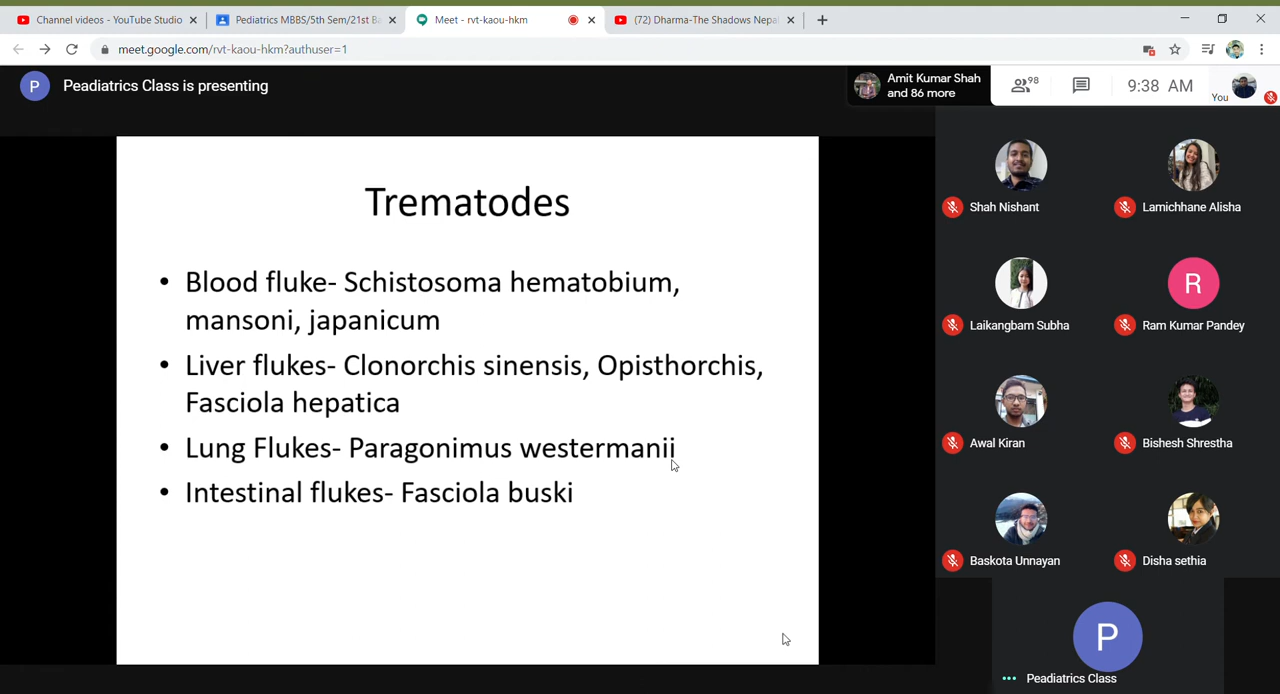 Channel videos - YouTube Studio
Pediatrics MBBS/5th Sem/21st Ba
Meet - rvt-kaou-hkm
(72) Dharma-The Shadows Nepal
meet.google.com/rvt-kaou-hkm?authuser=1
P
Peadiatrics Class is presenting
Amit Kumar Shah
and 86 more
98
9:38 AM
You
Trematodes
• Blood fluke- Schistosoma hematobium,
mansoni, japanicum
• Liver flukes- Clonorchis sinensis, Opisthorchis,
Fasciola hepatica
• Lung Flukes- Paragonimus westermanii
• Intestinal flukes- Fasciola buski
Shah Nishant
Lamichhane Alisha
Laikangbam Subha
R
Ram Kumar Pandey
Awal Kiran
Bishesh Shrestha
Baskota Unnayan
Disha sethia
P
Peadiatrics Class